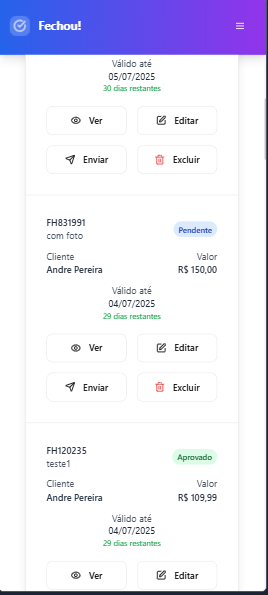 Fechou!
Válido até
05/07/2025
30 dias restantes
Ver
Editar
Enviar
Excluir
FH831991
com foto
Pendente
Cliente
Valor
Andre Pereira
R$ 150,00
Válido até
04/07/2025
29 dias restantes
Ver
Editar
Enviar
Excluir
FH120235
teste1
Aprovado
Cliente
Valor
Andre Pereira
R$ 109,99
Válido até
04/07/2025
29 dias restantes
Ver
Editar